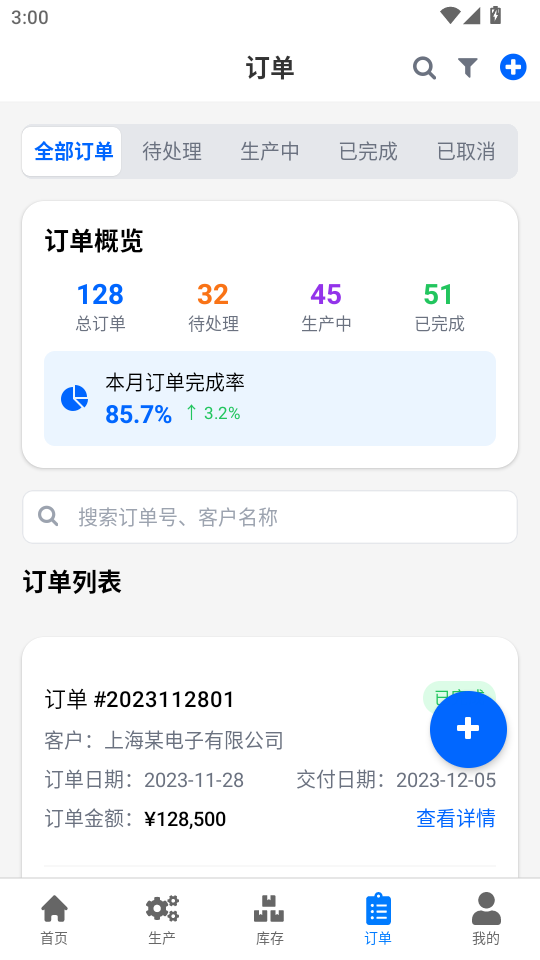 3:00
订单
全部订单 待处理 生产中 已完成 已取消
订单概览
128 32 45 51
总订单 待处理 生产中 已完成
本月订单完成率
85.7% ↑ 3.2%
搜索订单号、客户名称
订单列表
订单 #2023112801
客户：上海某电子有限公司
订单日期：2023-11-28 交付日期：2023-12-05
订单金额：¥128,500 查看详情
首页 生产 库存 订单 我的